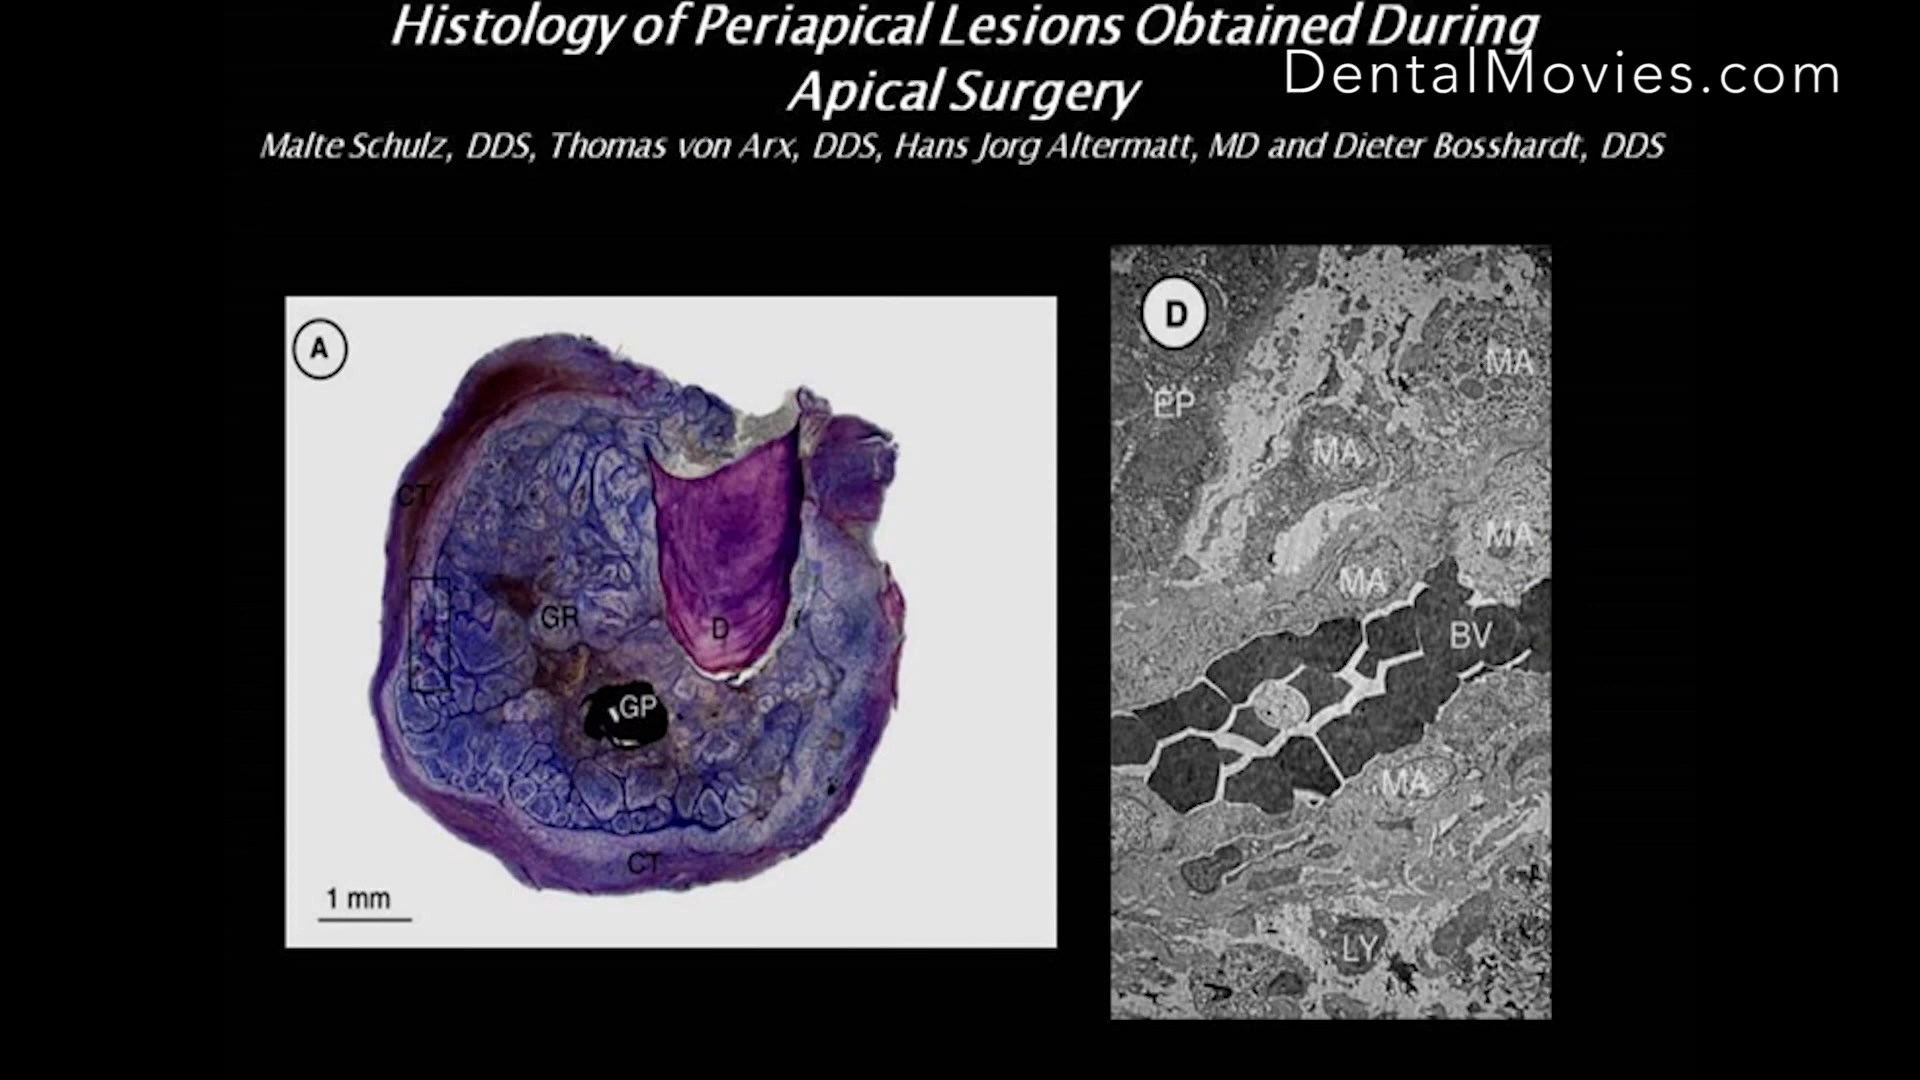 Histology of Periapical Lesions Obtained During
Apical Surgery
DentalMovies.com
Malte Schulz, DDS, Thomas von Arx, DDS, Hans Jorg Altermatt, MD and Dieter Bosshardt, DDS
A
CT
GR
D
GP
CT
1 mm
D
MA
EP
MA
MA
MA
BV
MA
LY